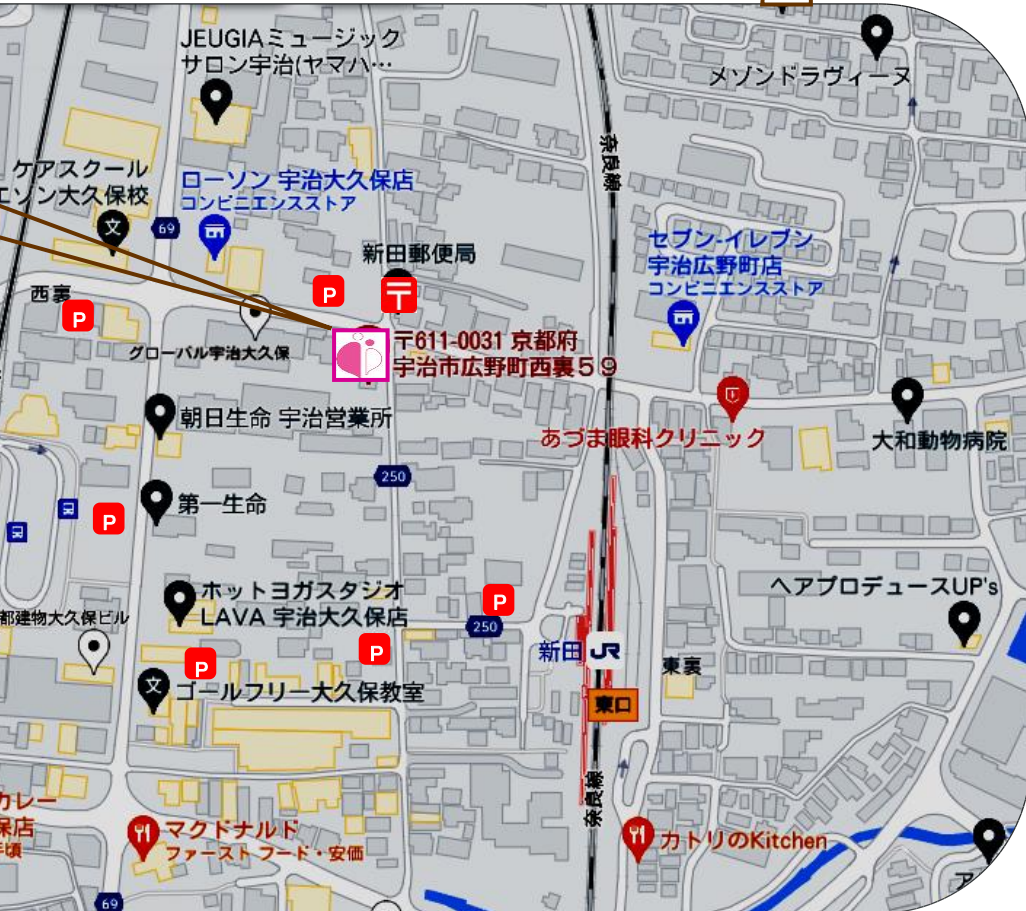 JEUGIAミュージック
サロン宇治(ヤマハ…
メゾンドラヴィーヌ
奈良線
ケアスクール
エゾン大久保校
ローソン 宇治大久保店
コンビニエンスストア
文
69
新田郵便局
セブン-イレブン
宇治広野町店
コンビニエンスストア
西裏
P
P
〒
グローバル宇治大久保
〒611-0031 京都府
宇治市広野町西裏５９
朝日生命 宇治営業所
あづま眼科クリニック
大和動物病院
250
第一生命
P
ホットヨガスタジオ
LAVA 宇治大久保店
ヘアプロデュースUP's
P
250
都建物大久保ビル
新田
JR
P
P
東裏
文
ゴールフリー大久保教室
東口
奈良線
カレー
保店
手頃
マクドナルド
ファースト フード・安価
カトリのKitchen
ア
69